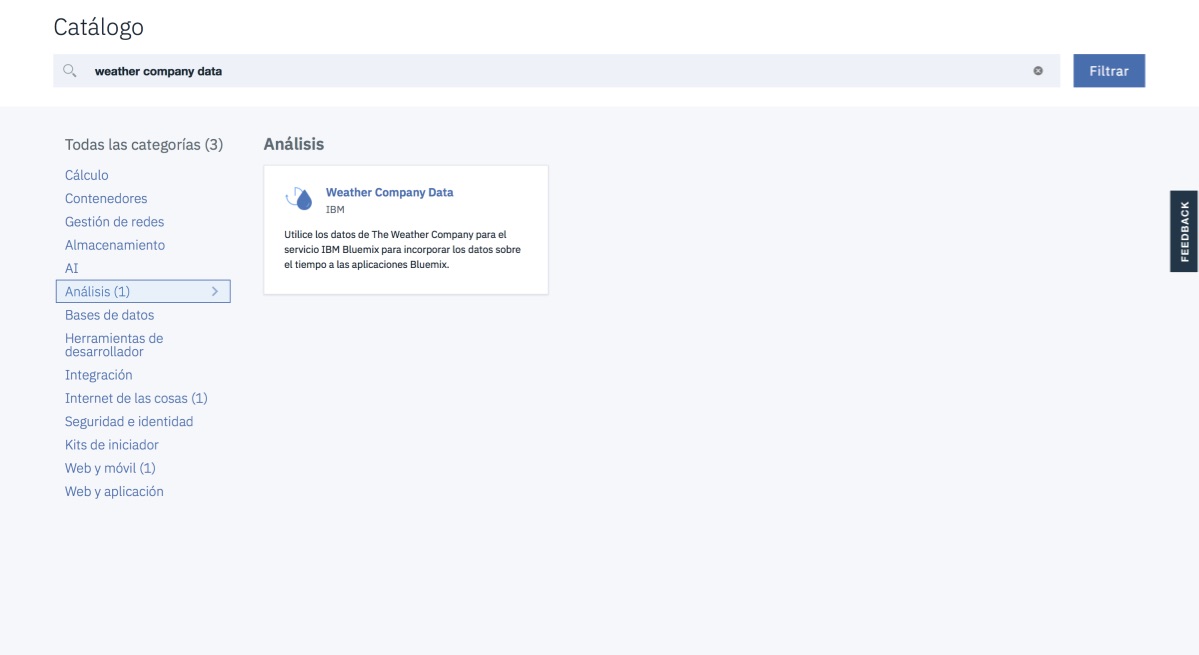 Catálogo
weather company data
Filtrar
Todas las categorías (3)
Cálculo
Contenedores
Gestión de redes
Almacenamiento
AI
Análisis (1)
Bases de datos
Herramientas de
desarrollador
Integración
Internet de las cosas (1)
Seguridad e identidad
Kits de iniciador
Web y móvil (1)
Web y aplicación
Análisis
Weather Company Data
IBM
Utilice los datos de The Weather Company para el
servicio IBM Bluemix para incorporar los datos sobre
el tiempo a las aplicaciones Bluemix.
FEEDBACK